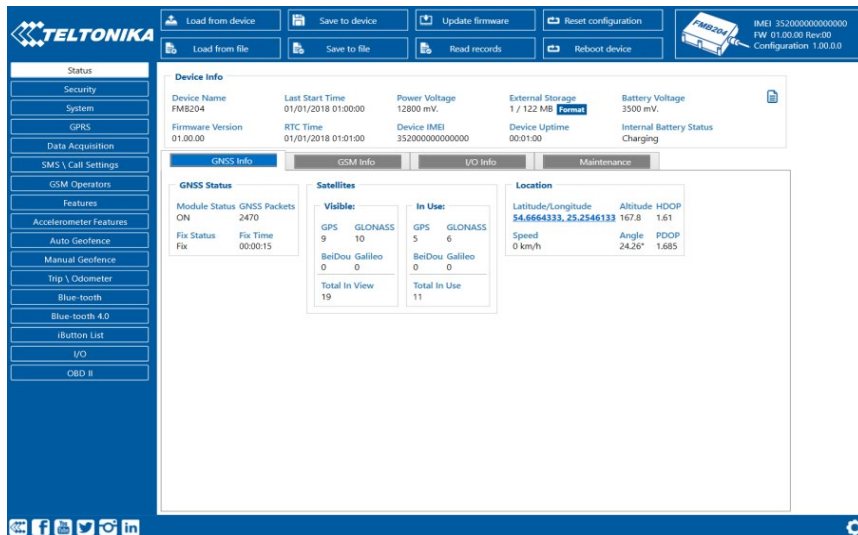 TELTONIKA
Load from device
Save to device
Update firmware
Reset configuration
Load from file
Save to file
Read records
Reboot device
FMB204
IMEI 352000000000000
FW 01.00.00 Rev:00
Configuration 1.00.0.0
Status
Security
System
GPRS
Data Acquisition
SMS \ Call Settings
GSM Operators
Features
Accelerometer Features
Auto Geofence
Manual Geofence
Trip \ Odometer
Blue-tooth
Blue-tooth 4.0
iButton List
I/O
OBD II
Device Info
Device Name Last Start Time Power Voltage External Storage Battery Voltage
FMB204 01/01/2018 01:00:00 12800 mV. 1 / 122 MB Format 3500 mV.
Firmware Version RTC Time Device IMEI Device Uptime Internal Battery Status
01.00.00 01/01/2018 01:01:00 352000000000000 00:01:00 Charging
GNSS Info GSM Info I/O Info Maintenance
GNSS Status
Module Status GNSS Packets
ON 2470
Fix Status Fix Time
Fix 00:00:15
Satellites
Visible:
GPS GLONASS
9 10
BeiDou Galileo
0 0
Total In View
19
In Use:
GPS GLONASS
5 6
BeiDou Galileo
0 0
Total In Use
11
Location
Latitude/Longitude Altitude HDOP
54.6664333, 25.2546133 167.8 1.61
Speed Angle PDOP
0 km/h 24.26° 1.685